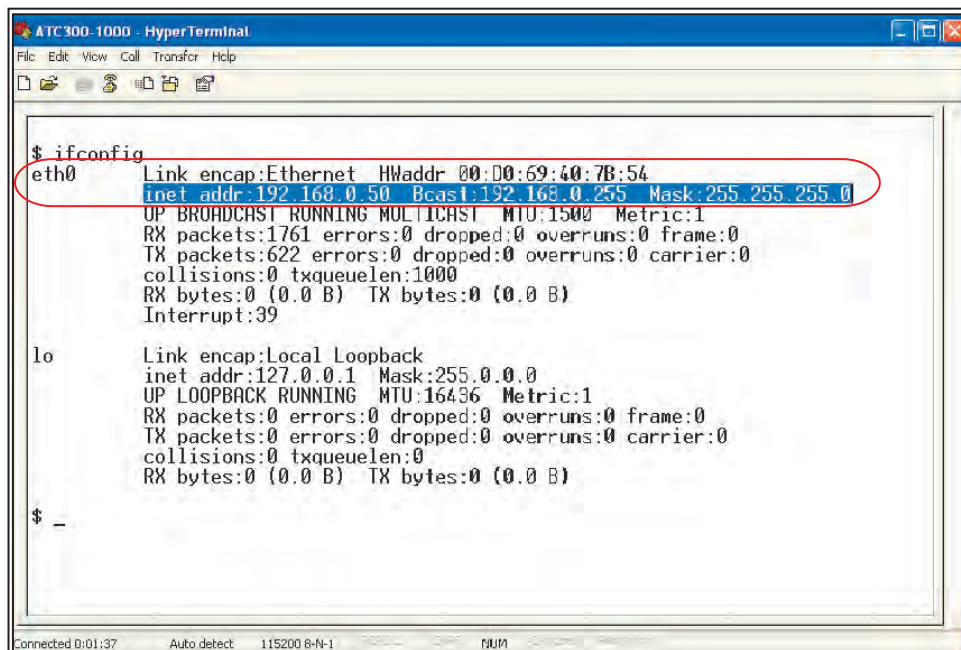 ATC300-1000 - HyperTerminal
File Edit View Call Transfer Help
$ ifconfig
eth0 Link encap:Ethernet HWaddr 00:D0:69:40:7B:54
inet addr:192.168.0.50 Bcast:192.168.0.255 Mask:255.255.255.0
UP BROADCAST RUNNING MULTICAST MTU:1500 Metric:1
RX packets:1761 errors:0 dropped:0 overruns:0 frame:0
TX packets:622 errors:0 dropped:0 overruns:0 carrier:0
collisions:0 txqueuelen:1000
RX bytes:0 (0.0 B) TX bytes:0 (0.0 B)
Interrupt:39
lo Link encap:Local Loopback
inet addr:127.0.0.1 Mask:255.0.0.0
UP LOOPBACK RUNNING MTU:16436 Metric:1
RX packets:0 errors:0 dropped:0 overruns:0 frame:0
TX packets:0 errors:0 dropped:0 overruns:0 carrier:0
collisions:0 txqueuelen:0
RX bytes:0 (0.0 B) TX bytes:0 (0.0 B)
$ _
Connected 0:01:37 Auto detect 115200 8-N-1 NUM